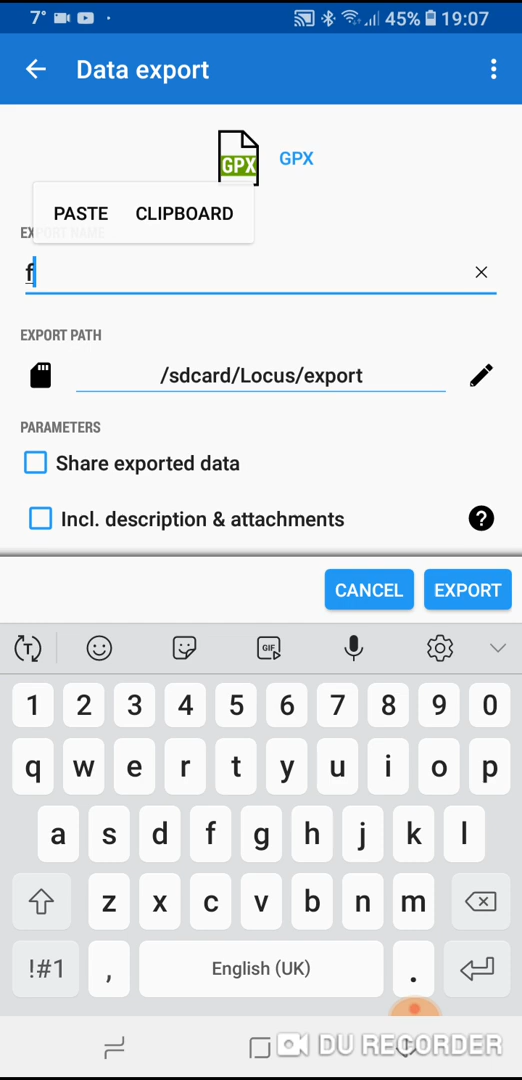 7° 45% 19:07
Data export
GPX GPX
PASTE CLIPBOARD
EXPORT NAME
f
EXPORT PATH
/sdcard/Locus/export
PARAMETERS
Share exported data
Incl. description & attachments ?
CANCEL EXPORT
T GIF
1 2 3 4 5 6 7 8 9 0
q w e r t y u i o p
a s d f g h j k l
z x c v b n m
!#1 , English (UK) .
DU RECORDER